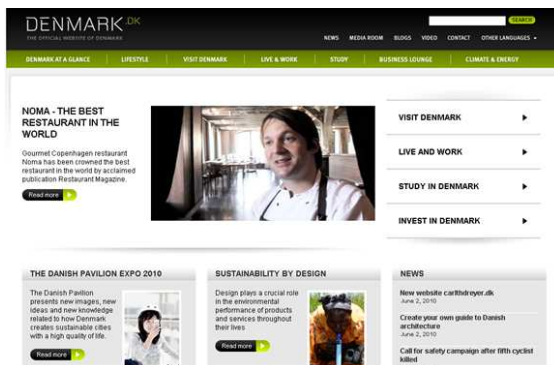 DENMARK.DK
THE OFFICIAL WEBSITE OF DENMARK
SEARCH
NEWS MEDIA ROOM BLOGS VIDEO CONTACT OTHER LANGUAGES
DENMARK AT A GLANCE LIFESTYLE VISIT DENMARK LIVE & WORK STUDY BUSINESS LOUNGE CLIMATE & ENERGY
NOMA - THE BEST
RESTAURANT IN THE
WORLD
Gourmet Copenhagen restaurant
Noma has been crowned the best
restaurant in the world by acclaimed
publication Restaurant Magazine.
Read more
VISIT DENMARK
LIVE AND WORK
STUDY IN DENMARK
INVEST IN DENMARK
THE DANISH PAVILION EXPO 2010
The Danish Pavilion
presents new images, new
ideas and new knowledge
related to how Denmark
creates sustainable cities
with a high quality of life.
Read more
SUSTAINABILITY BY DESIGN
Design plays a crucial role
in the environmental
performance of products
and services throughout
their lives
Read more
NEWS
New website carlthdreyer.dk
June 2, 2010
Create your own guide to Danish
architecture
June 2, 2010
Call for safety campaign after fifth cyclist
killed